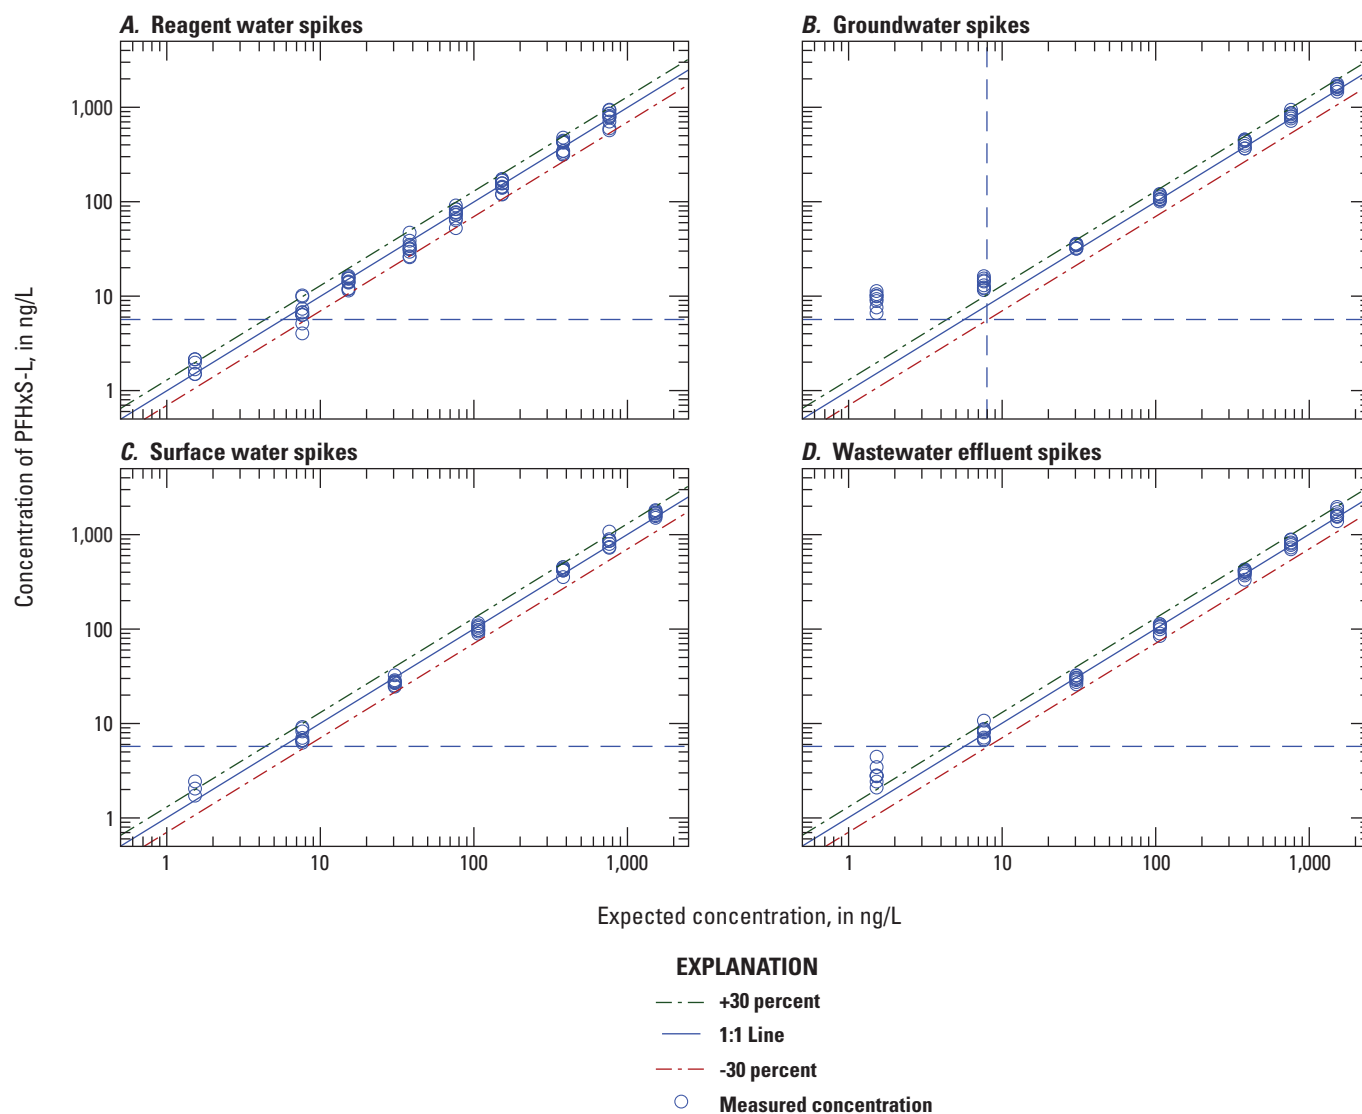 A. Reagent water spikes
B. Groundwater spikes
1,000
100
10
1
C. Surface water spikes
D. Wastewater effluent spikes
Concentration of PFHxS-L, in ng/L
1,000
100
10
1
1 10 100 1,000
1 10 100 1,000
Expected concentration, in ng/L
EXPLANATION
+30 percent
1:1 Line
-30 percent
Measured concentration